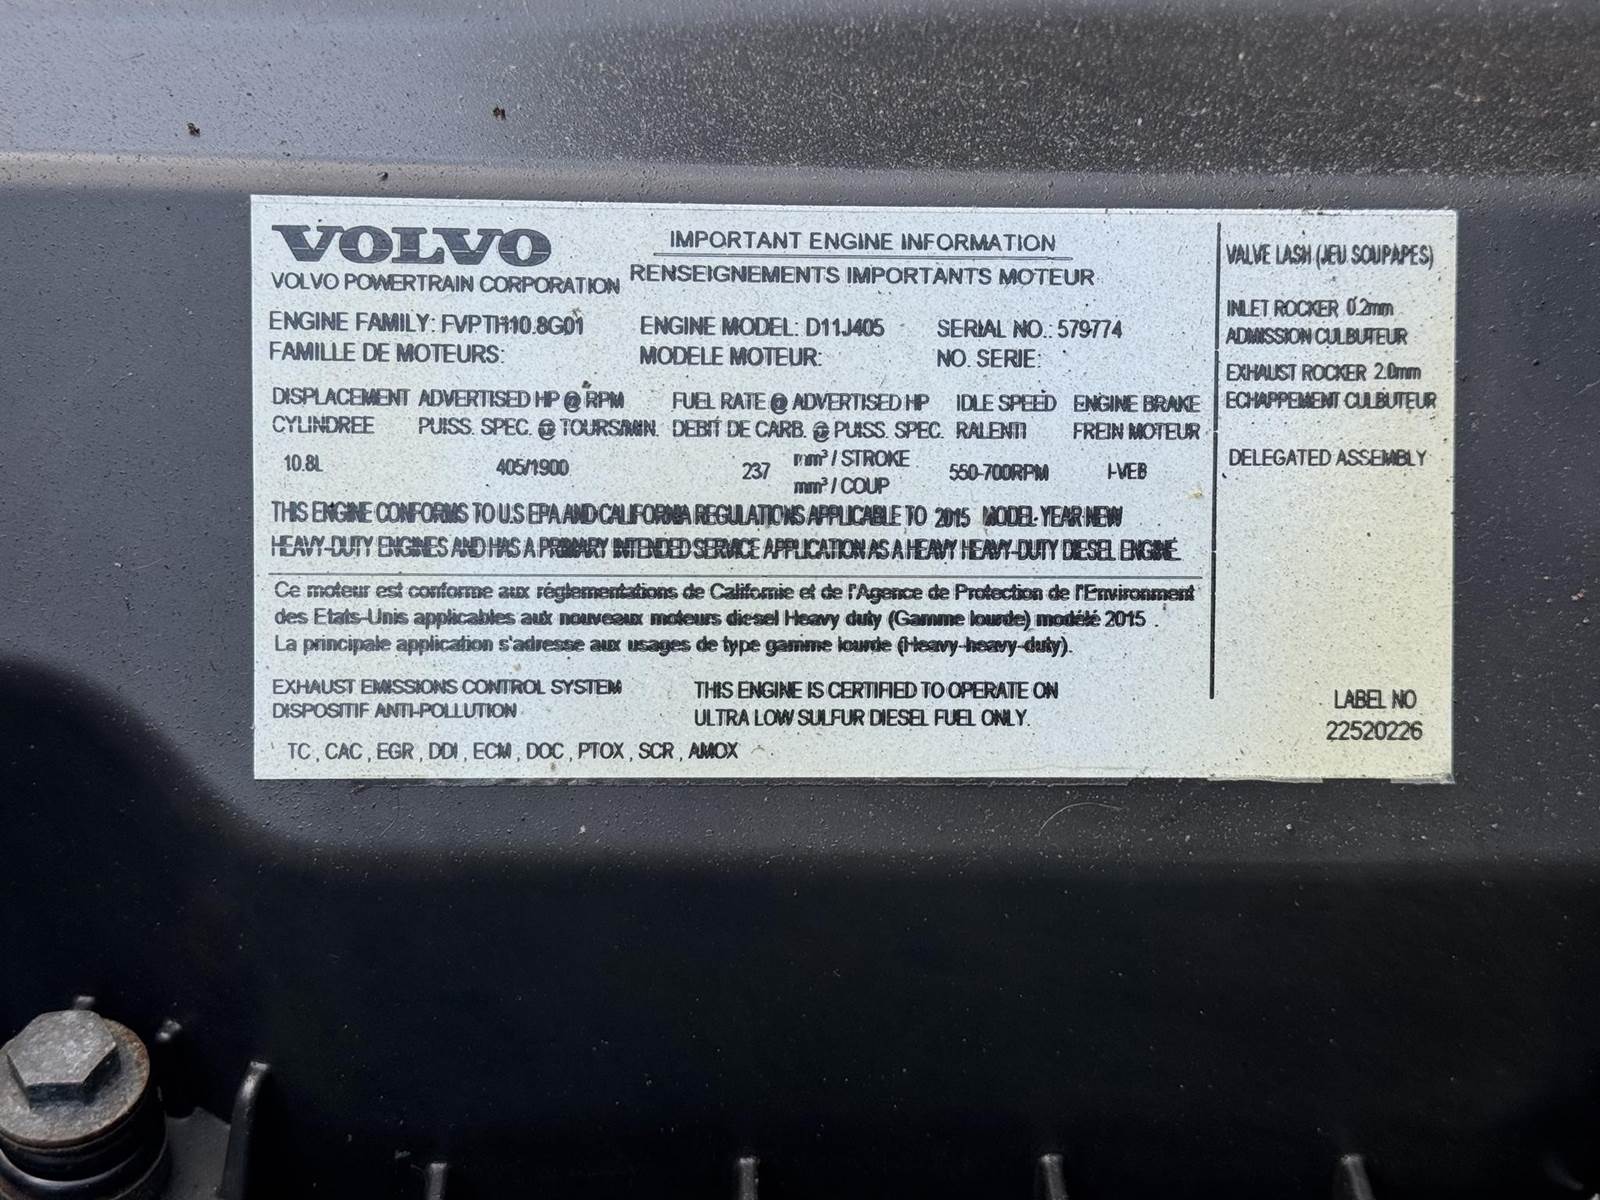 VOLVO
VOLVO POWERTRAIN CORPORATION
IMPORTANT ENGINE INFORMATION
RENSEIGNEMENTS IMPORTANTS MOTEUR
ENGINE FAMILY: FVPTH10.8G01 ENGINE MODEL: D11J405 SERIAL NO.: 579774
FAMILLE DE MOTEURS: MODELE MOTEUR: NO. SERIE:
DISPLACEMENT ADVERTISED HP @ RPM FUEL RATE @ ADVERTISED HP IDLE SPEED ENGINE BRAKE
CYLINDREE PUISS. SPEC. @ TOURS/MIN. DEBIT DE CARB. @ PUISS. SPEC. RALENTI FREIN MOTEUR
10.8L 405/1900 237 mm³ / STROKE 550-700RPM I-VEB
mm³ / COUP
THIS ENGINE CONFORMS TO U.S EPA AND CALIFORNIA REGULATIONS APPLICABLE TO 2015 MODEL-YEAR NEW
HEAVY-DUTY ENGINES AND HAS A PRIMARY INTENDED SERVICE APPLICATION AS A HEAVY HEAVY-DUTY DIESEL ENGINE.
Ce moteur est conforme aux réglementations de Californie et de l'Agence de Protection de l'Environment
des Etats-Unis applicables aux nouveaux moteurs diesel Heavy duty (Gamme lourde) modélé 2015 .
La principale application s'adresse aux usages de type gamme lourde (Heavy-heavy-duty).
EXHAUST EMISSIONS CONTROL SYSTEM
DISPOSITIF ANTI-POLLUTION
TC , CAC , EGR , DDI , ECM , DOC , PTOX , SCR , AMOX
THIS ENGINE IS CERTIFIED TO OPERATE ON
ULTRA LOW SULFUR DIESEL FUEL ONLY.
VALVE LASH (JEU SOUPAPES)
INLET ROCKER 0.2mm
ADMISSION CULBUTEUR
EXHAUST ROCKER 2.0mm
ECHAPPEMENT CULBUTEUR
DELEGATED ASSEMBLY
LABEL NO
22520226